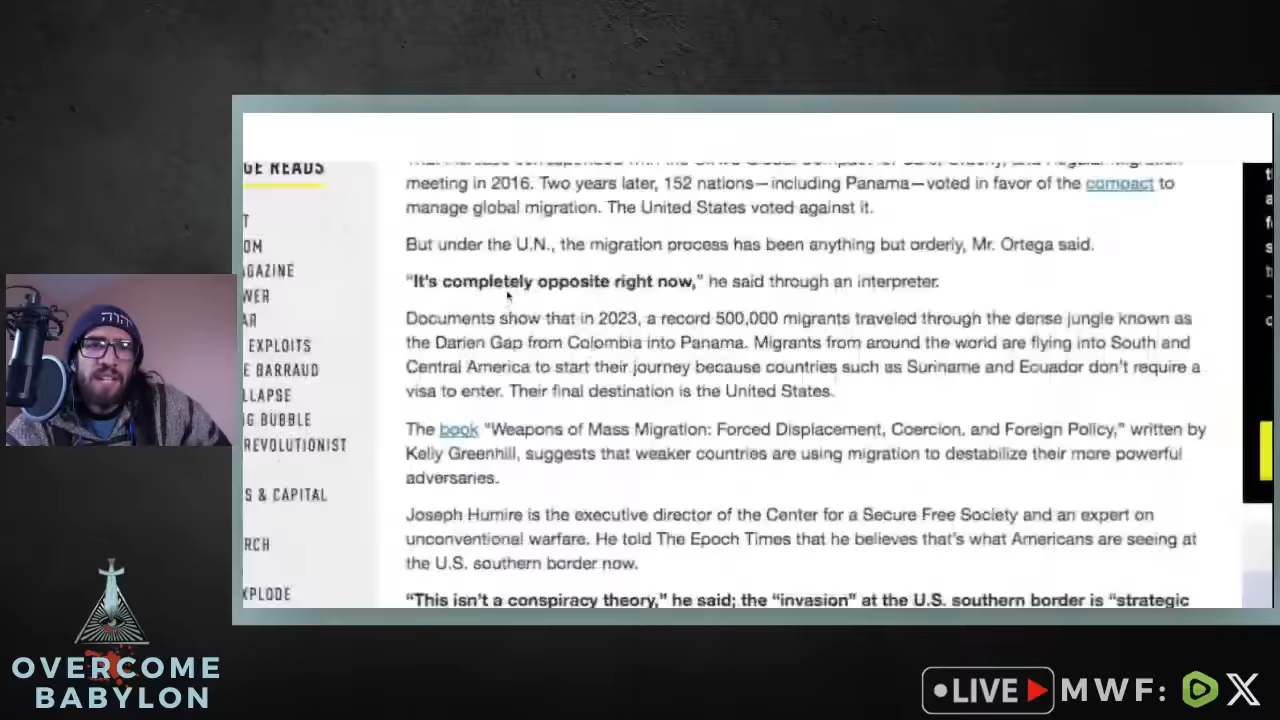 GE READS
meeting in 2016. Two years later, 152 nations—including Panama—voted in favor of the compact to
manage global migration. The United States voted against it.
But under the U.N., the migration process has been anything but orderly, Mr. Ortega said.
“It’s completely opposite right now,” he said through an interpreter.
Documents show that in 2023, a record 500,000 migrants traveled through the dense jungle known as
the Darien Gap from Colombia into Panama. Migrants from around the world are flying into South and
Central America to start their journey because countries such as Suriname and Ecuador don’t require a
visa to enter. Their final destination is the United States.
The book “Weapons of Mass Migration: Forced Displacement, Coercion, and Foreign Policy,” written by
Kelly Greenhill, suggests that weaker countries are using migration to destabilize their more powerful
adversaries.
Joseph Humire is the executive director of the Center for a Secure Free Society and an expert on
unconventional warfare. He told The Epoch Times that he believes that’s what Americans are seeing at
the U.S. southern border now.
“This isn’t a conspiracy theory,” he said; the “invasion” at the U.S. southern border is “strategic
T
OM
AGAZINE
WER
AR
EXPLOITS
E BARRAUD
LLAPSE
G BUBBLE
REVOLUTIONIST
S & CAPITAL
RCH
XPLODE
יהוה
OVERCOME
BABYLON
LIVE MWF: X